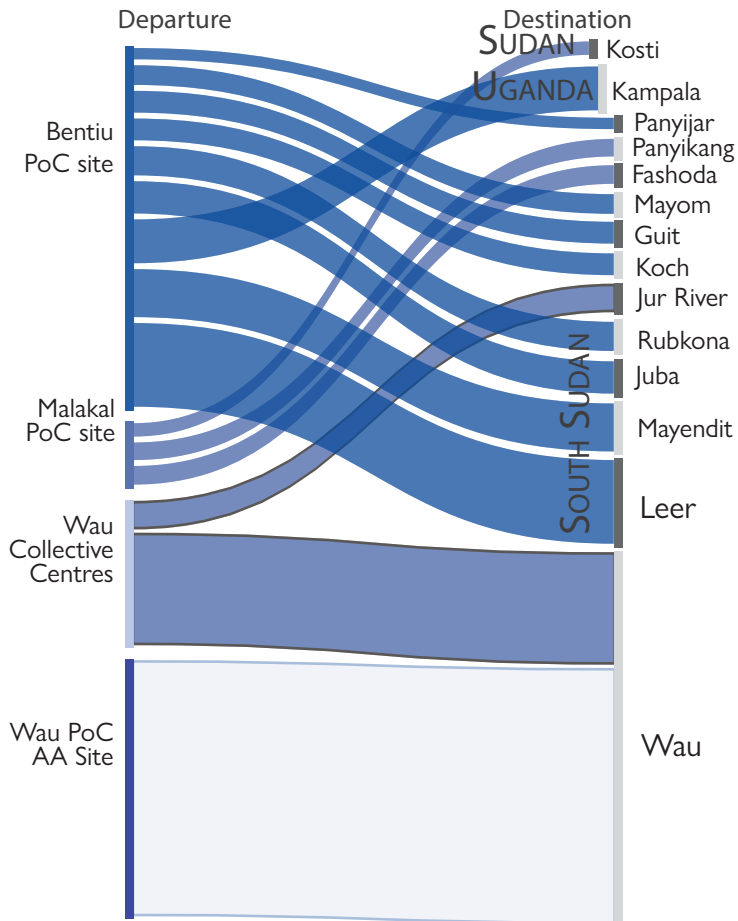 Departure
Destination
SUDAN
Kosti
UGANDA
Kampala
Panyijar
Panyikang
Fashoda
Mayom
Guit
Koch
Jur River
Rubkona
Juba
Mayendit
Leer
Wau
SOUTH SUDAN
Bentiu
PoC site
Malakal
PoC site
Wau
Collective
Centres
Wau PoC
AA Site